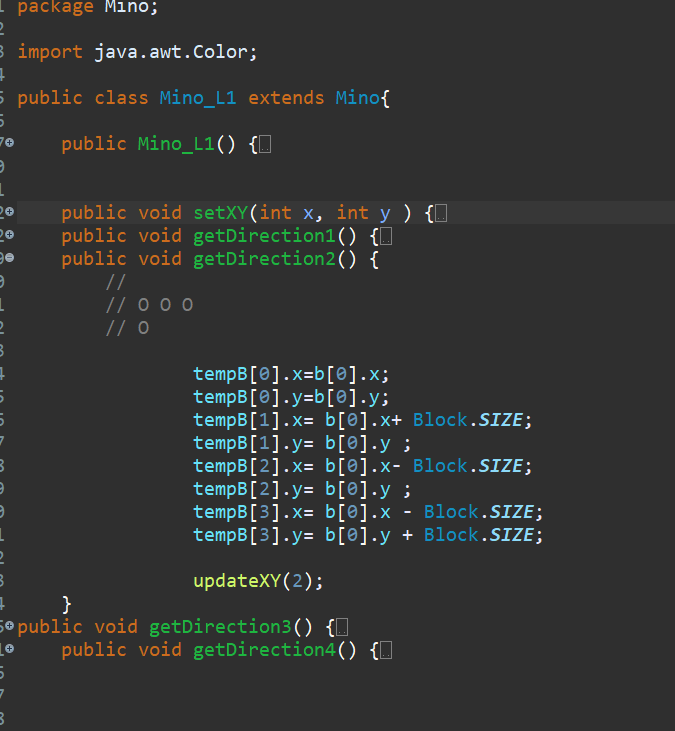 package Mino;
import java.awt.Color;
public class Mino_L1 extends Mino{
public Mino_L1() {
public void setXY(int x, int y ) {
public void getDirection1() {
public void getDirection2() {
//
// O O O
// O
tempB[0].x=b[0].x;
tempB[0].y=b[0].y;
tempB[1].x= b[0].x+ Block.SIZE;
tempB[1].y= b[0].y ;
tempB[2].x= b[0].x- Block.SIZE;
tempB[2].y= b[0].y ;
tempB[3].x= b[0].x - Block.SIZE;
tempB[3].y= b[0].y + Block.SIZE;
updateXY(2);
}
public void getDirection3() {
public void getDirection4() {